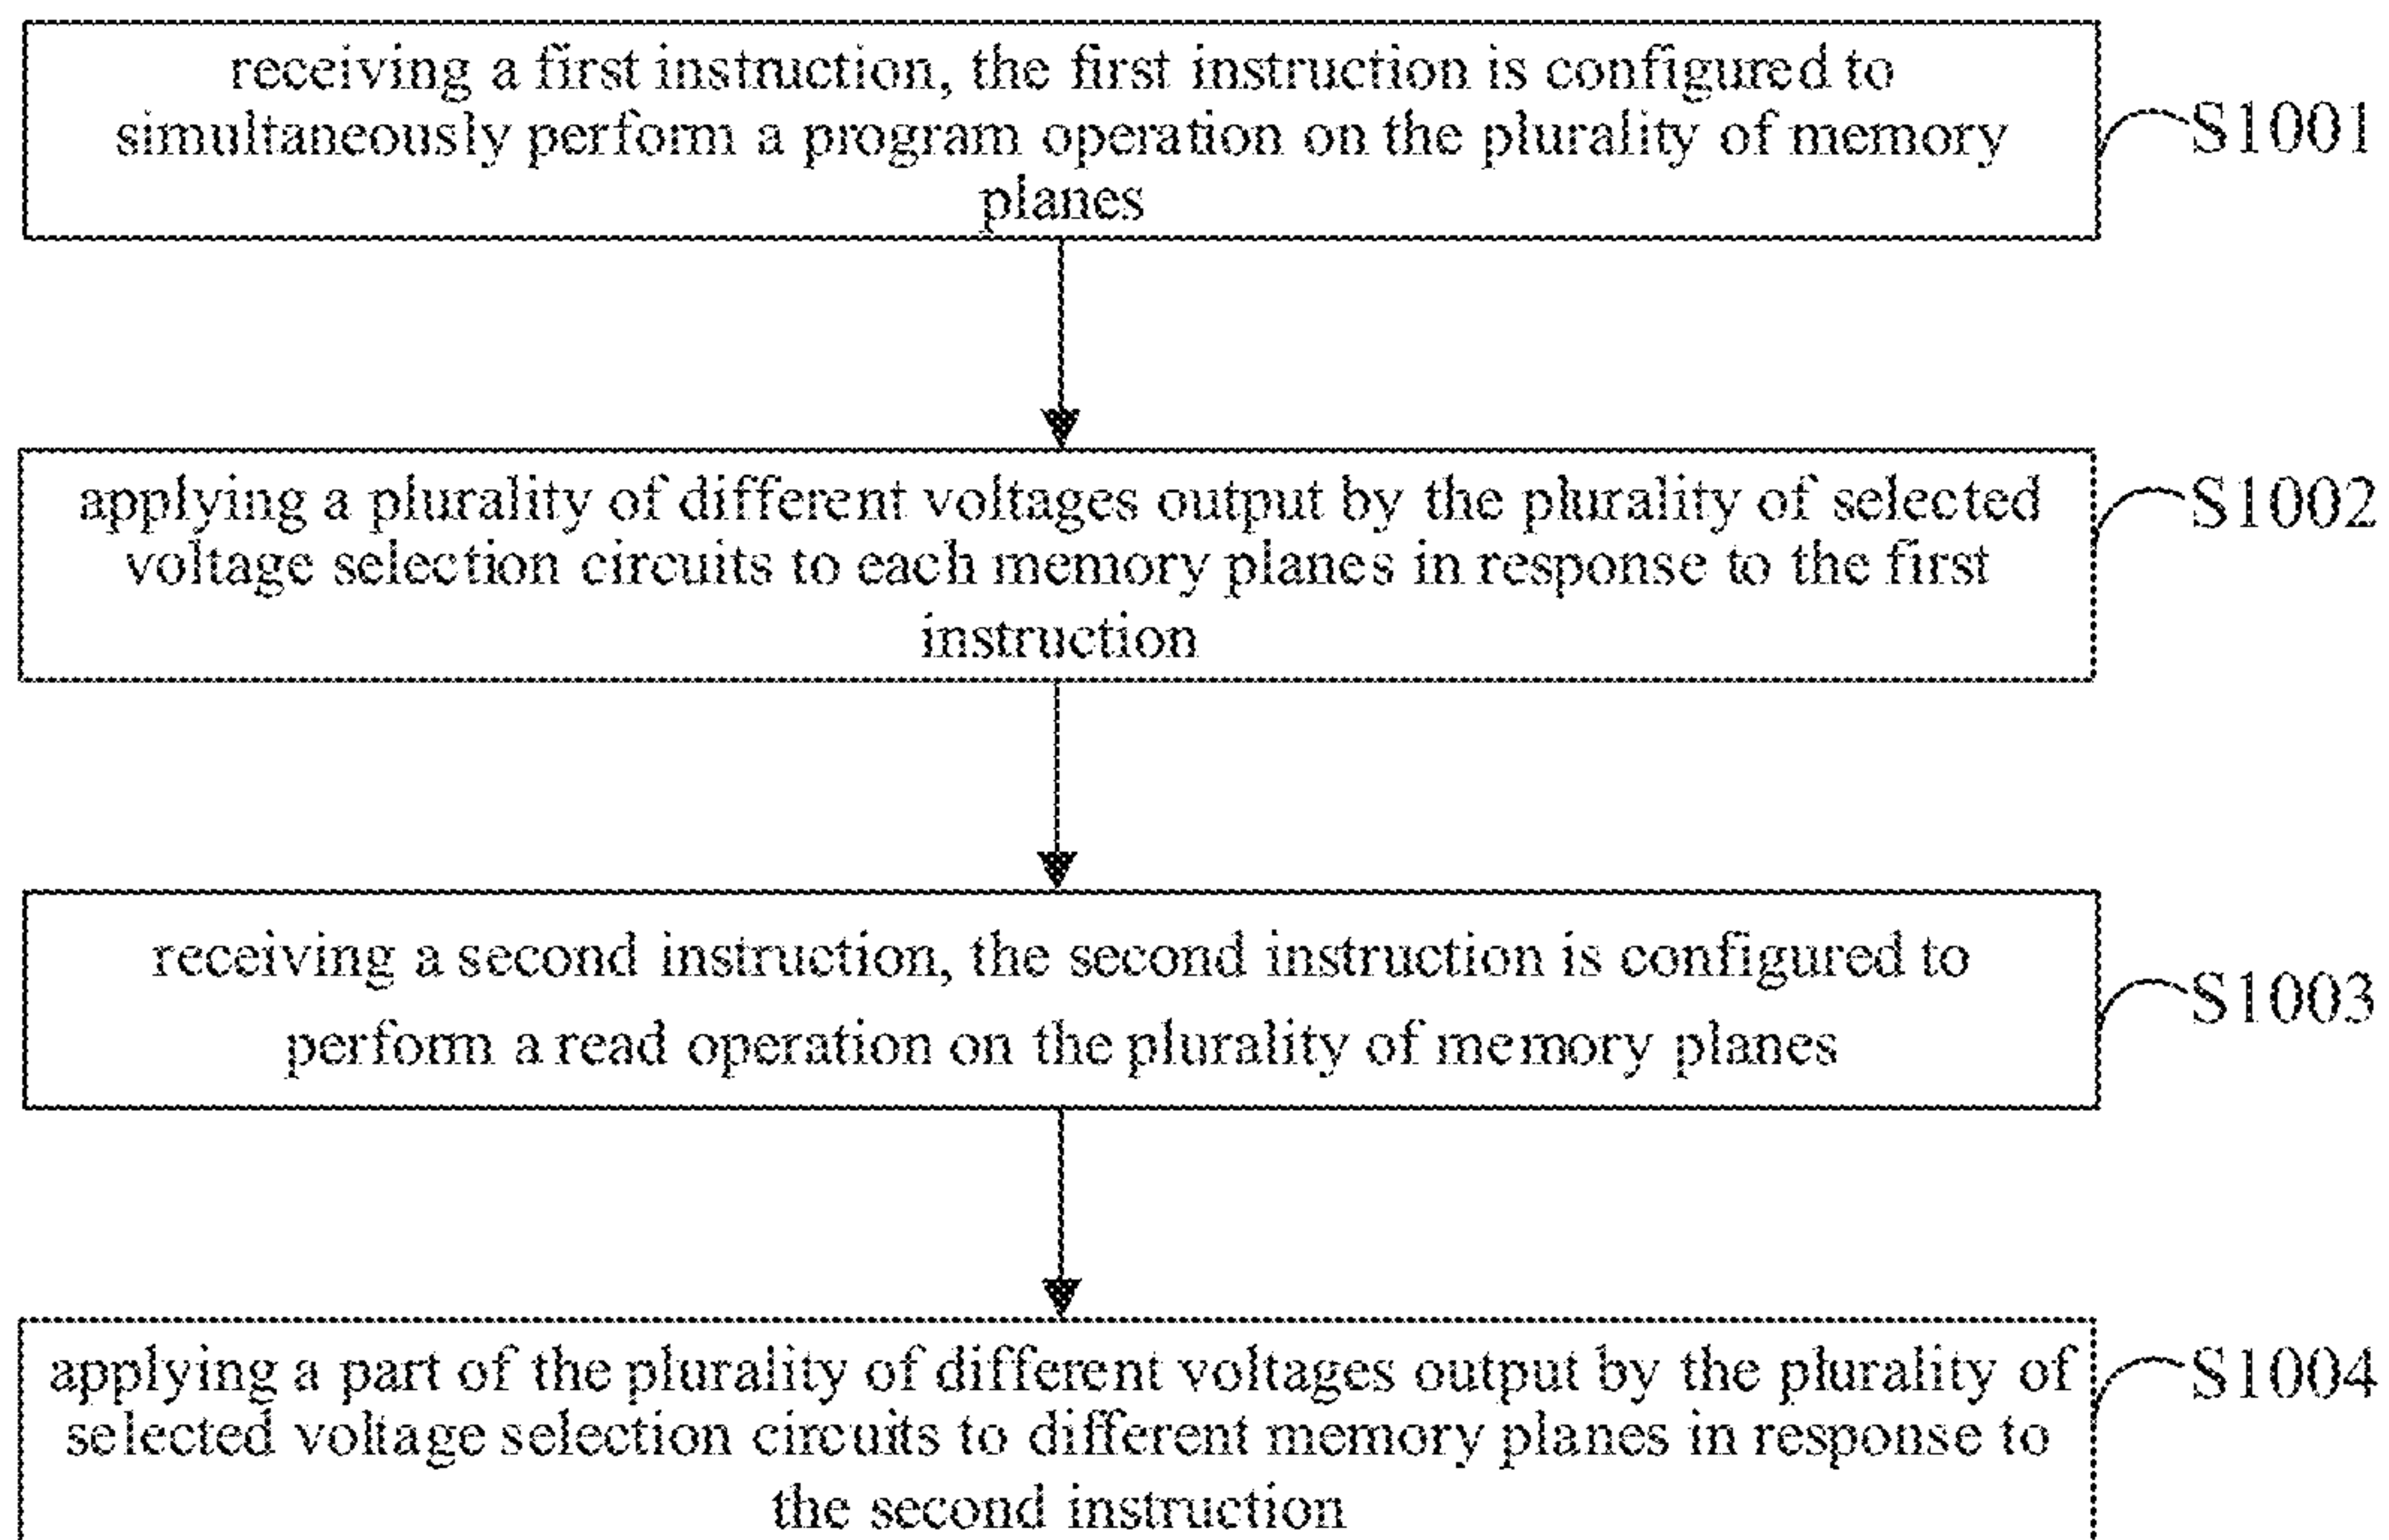 receiving a first instruction, the first instruction is configured to
simultaneously perform a program operation on the plurality of memory
planes
S1001
applying a plurality of different voltages output by the plurality of selected
voltage selection circuits to each memory planes in response to the first
instruction
S1002
receiving a second instruction, the second instruction is configured to
perform a read operation on the plurality of memory planes
S1003
applying a part of the plurality of different voltages output by the plurality of
selected voltage selection circuits to different memory planes in response to
the second instruction
S1004